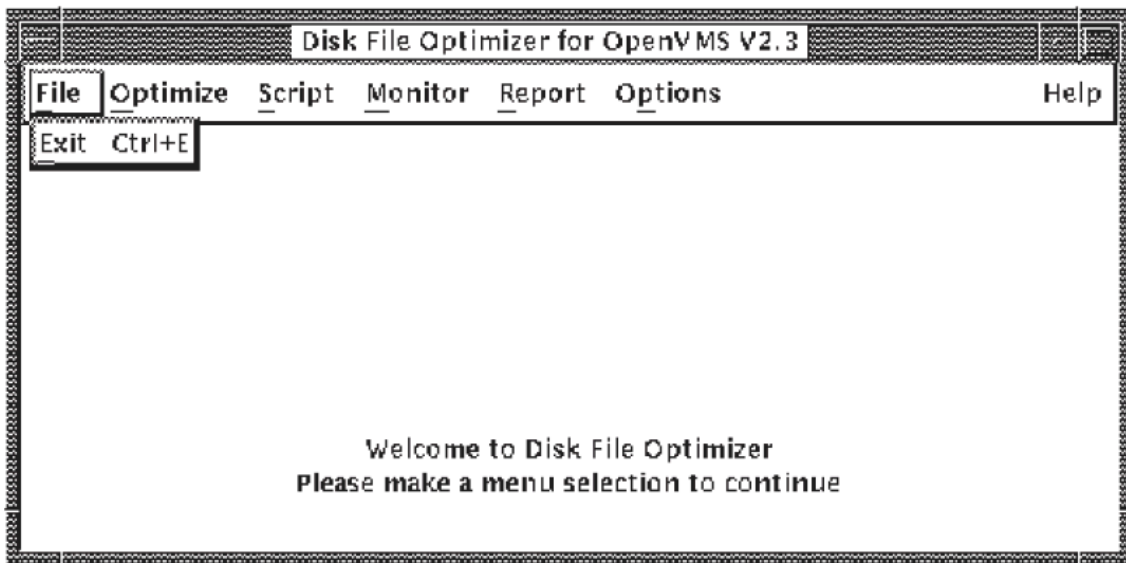 Disk File Optimizer for OpenVMS V2.3
File Optimize Script Monitor Report Options Help
Exit Ctrl+E
Welcome to Disk File Optimizer
Please make a menu selection to continue